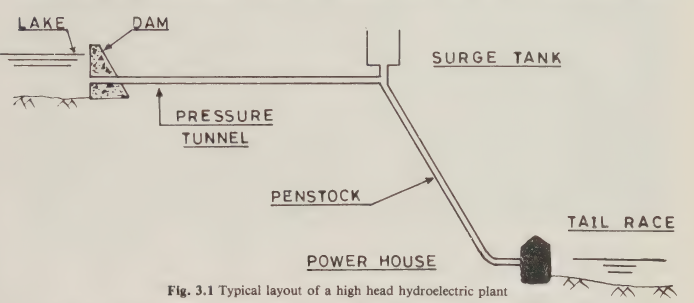 LAKE
DAM
SURGE TANK
PRESSURE
TUNNEL
PENSTOCK
TAIL RACE
POWER HOUSE
Fig. 3.1 Typical layout of a high head hydroelectric plant